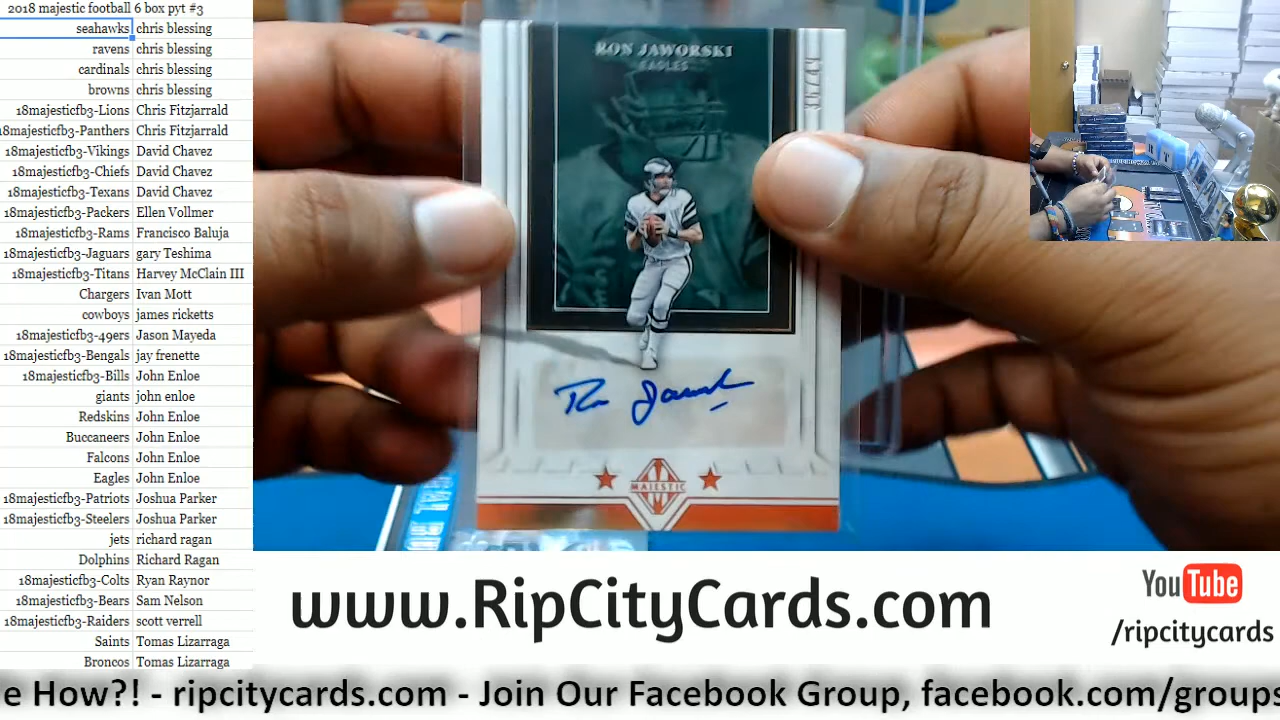 2018 majestic football 6 box pyt #3
seahawks chris blessing
ravens chris blessing
cardinals chris blessing
browns chris blessing
18majesticfb3-Lions Chris Fitzjarrald
18majesticfb3-Panthers Chris Fitzjarrald
18majesticfb3-Vikings David Chavez
18majesticfb3-Chiefs David Chavez
18majesticfb3-Texans David Chavez
18majesticfb3-Packers Ellen Vollmer
18majesticfb3-Rams Francisco Baluja
18majesticfb3-Jaguars gary Teshima
18majesticfb3-Titans Harvey McClain III
Chargers Ivan Mott
cowboys james ricketts
18majesticfb3-49ers Jason Mayeda
18majesticfb3-Bengals jay frenette
18majesticfb3-Bills John Enloe
giants john enloe
Redskins John Enloe
Buccaneers John Enloe
Falcons John Enloe
Eagles John Enloe
18majesticfb3-Patriots Joshua Parker
18majesticfb3-Steelers Joshua Parker
jets richard ragan
Dolphins Richard Ragan
18majesticfb3-Colts Ryan Raynor
18majesticfb3-Bears Sam Nelson
18majesticfb3-Raiders scott verrell
Saints Tomas Lizarraga
Broncos Tomas Lizarraga
RON JAWORSKI
EAGLES
MAJESTIC
www.RipCityCards.com
YouTube
/ripcitycards
e How?! - ripcitycards.com - Join Our Facebook Group, facebook.com/groups